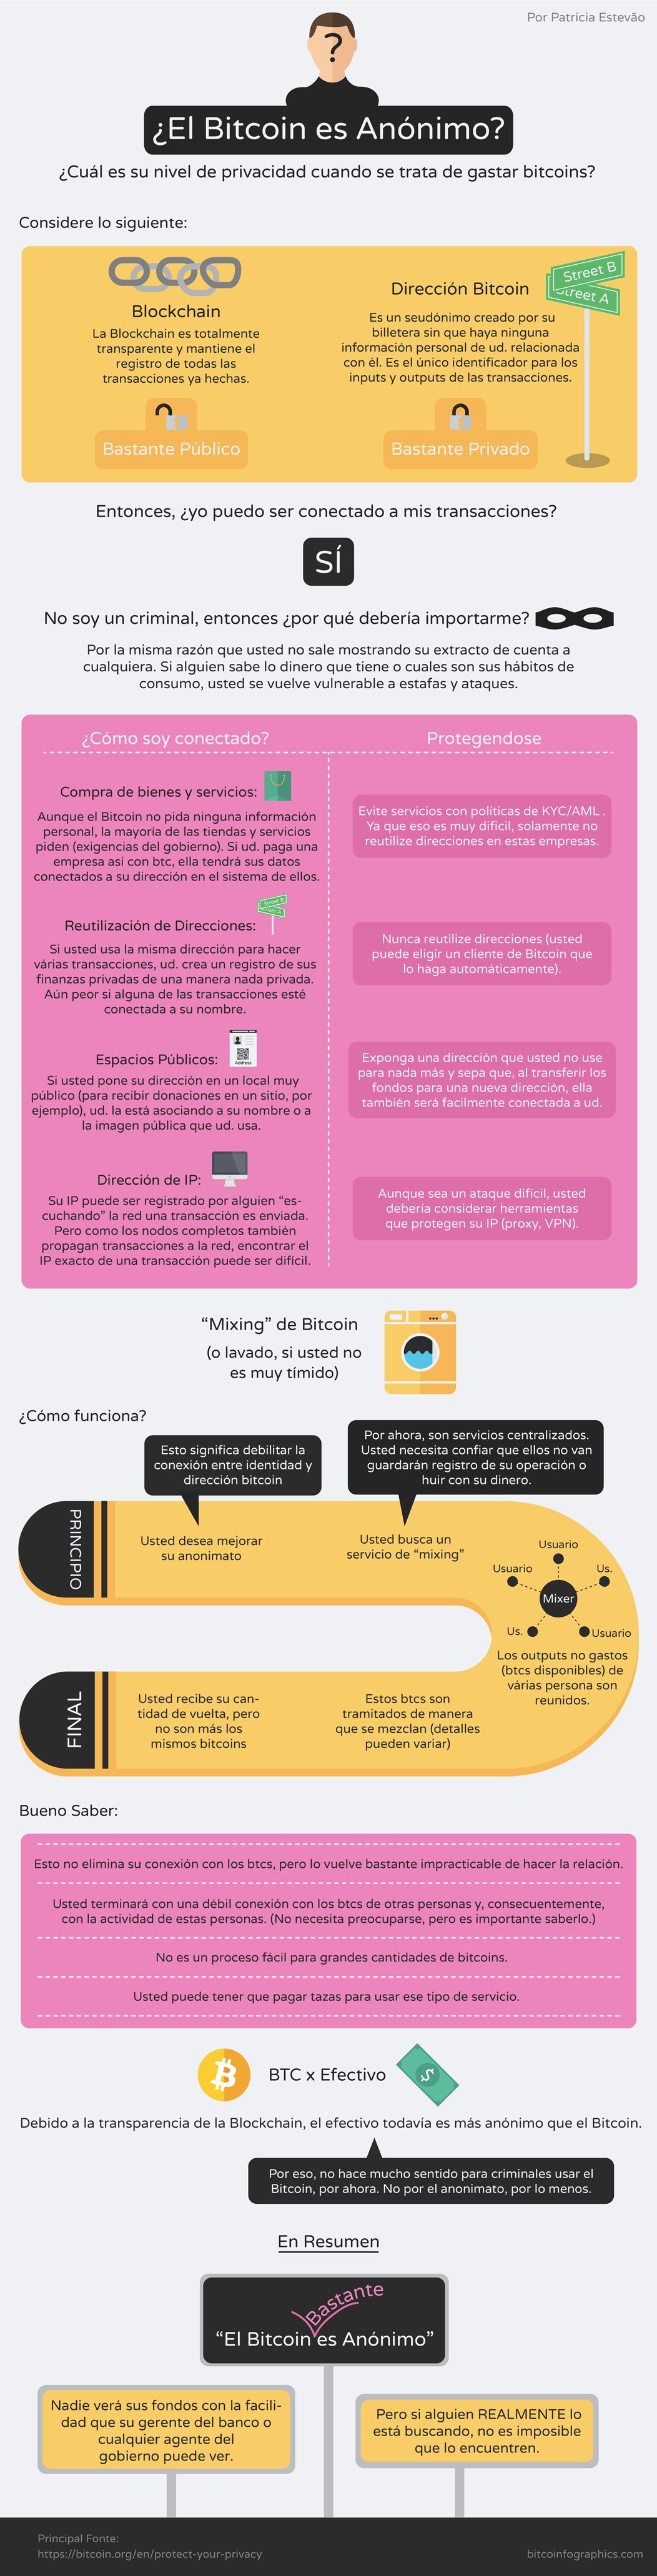 Por Patrícia Estevão
?
¿El Bitcoin es Anónimo?
¿Cuál es su nivel de privacidad cuando se trata de gastar bitcoins?
Considere lo siguiente:
Blockchain
La Blockchain es totalmente
transparente y mantiene el
registro de todas las
transacciones ya hechas.
Bastante Público
Street B
Street A
Dirección Bitcoin
Es un seudónimo creado por su
billetera sin que haya ninguna
información personal de ud. relacionada
con él. Es el único identificador para los
inputs y outputs de las transacciones.
Bastante Privado
Entonces, ¿yo puedo ser conectado a mis transacciones?
SÍ
No soy un criminal, entonces ¿por qué debería importarme?
Por la misma razón que usted no sale mostrando su extracto de cuenta a
cualquiera. Si alguien sabe lo dinero que tiene o cuales son sus hábitos de
consumo, usted se vuelve vulnerable a estafas y ataques.
¿Cómo soy conectado?
Protegendose
Compra de bienes y servicios:
Aunque el Bitcoin no pida ninguna información
personal, la mayoría de las tiendas y servicios
piden (exigencias del gobierno). Si ud. paga una
empresa así con btc, ella tendrá sus datos
conectados a su dirección en el sistema de ellos.
Evite servicios con politicas de KYC/AML .
Ya que eso es muy dificil, solamente no
reutilize direcciones en estas empresas.
Street B
Street A
Reutilización de Direcciones:
Si usted usa la misma dirección para hacer
várias transacciones, ud. crea un registro de sus
finanzas privadas de una manera nada privada.
Aún peor si alguna de las transacciones esté
conectada a su nombre.
Nunca reutilize direcciones (usted
puede eligir un cliente de Bitcoin que
lo haga automáticamente).
Address
Espacios Públicos:
Si usted pone su dirección en un local muy
público (para recibir donaciones en un sitio, por
ejemplo), ud. la está asociando a su nombre o a
la imagen pública que ud. usa.
Exponga una dirección que usted no use
para nada más y sepa que, al transferir los
fondos para una nueva dirección, ella
también será facilmente conectada a ud.
Dirección de IP:
Su IP puede ser registrado por alguien “es-
cuchando” la red una transacción es enviada.
Pero como los nodos completos también
propagan transacciones a la red, encontrar el
IP exacto de una transacción puede ser difícil.
Aunque sea un ataque difícil, usted
debería considerar herramientas
que protegen su IP (proxy, VPN).
“Mixing” de Bitcoin
(o lavado, si usted no
es muy tímido)
¿Cómo funciona?
Esto significa debilitar la
conexión entre identidad y
dirección bitcoin
Por ahora, son servicios centralizados.
Usted necesita confiar que ellos no van
guardarán registro de su operación o
huir con su dinero.
PRINCIPIO
Usted desea mejorar
su anonimato
Usted busca un
servicio de “mixing”
Usuario
Usuario
Us.
Mixer
Us.
Usuario
Los outputs no gastos
(btcs disponibles) de
várias persona son
reunidos.
Estos btcs son
tramitados de manera
que se mezclan (detalles
pueden variar)
Usted recibe su can-
tidad de vuelta, pero
no son más los
mismos bitcoins
FINAL
Bueno Saber:
Esto no elimina su conexión con los btcs, pero lo vuelve bastante impracticable de hacer la relación.
Usted terminará con una débil conexión con los btcs de otras personas y, consecuentemente,
con la actividad de estas personas. (No necesita preocuparse, pero es importante saberlo.)
No es un proceso fácil para grandes cantidades de bitcoins.
Usted puede tener que pagar tazas para usar ese tipo de servicio.
BTC x Efectivo
$
Debido a la transparencia de la Blockchain, el efectivo todavía es más anónimo que el Bitcoin.
Por eso, no hace mucho sentido para criminales usar el
Bitcoin, por ahora. No por el anonimato, por lo menos.
En Resumen
Bastante
“El Bitcoin es Anónimo”
Nadie verá sus fondos con la facili-
dad que su gerente del banco o
cualquier agente del
gobierno puede ver.
Pero si alguien REALMENTE lo
está buscando, no es imposible
que lo encuentren.
Principal Fonte:
https://bitcoin.org/en/protect-your-privacy
bitcoinfographics.com